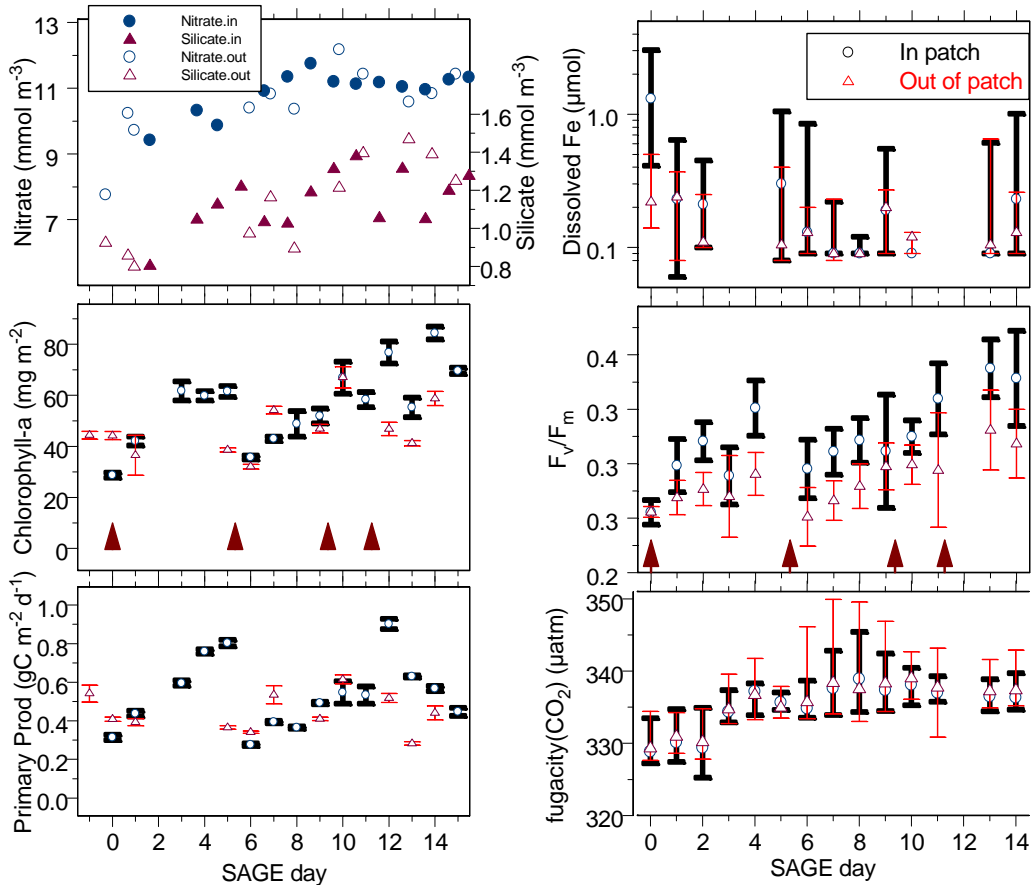 Nitrate.in
Silicate.in
Nitrate.out
Silicate.out
13
11
9
7
Nitrate (mmol m⁻³)
1.6
1.4
1.2
1.0
0.8
Silicate (mmol m⁻³)
In patch
Out of patch
1.0
0.1
Dissolved Fe (µmol)
80
60
40
20
0
Chlorophyll-a (mg m⁻²)
0.4
0.3
0.3
0.3
0.2
Fv/Fm
1.0
0.8
0.6
0.4
0.2
0.0
Primary Prod (gC m⁻² d⁻¹)
0 2 4 6 8 10 12 14
SAGE day
350
340
330
320
fugacity(CO₂) (µatm)
0 2 4 6 8 10 12 14
SAGE day